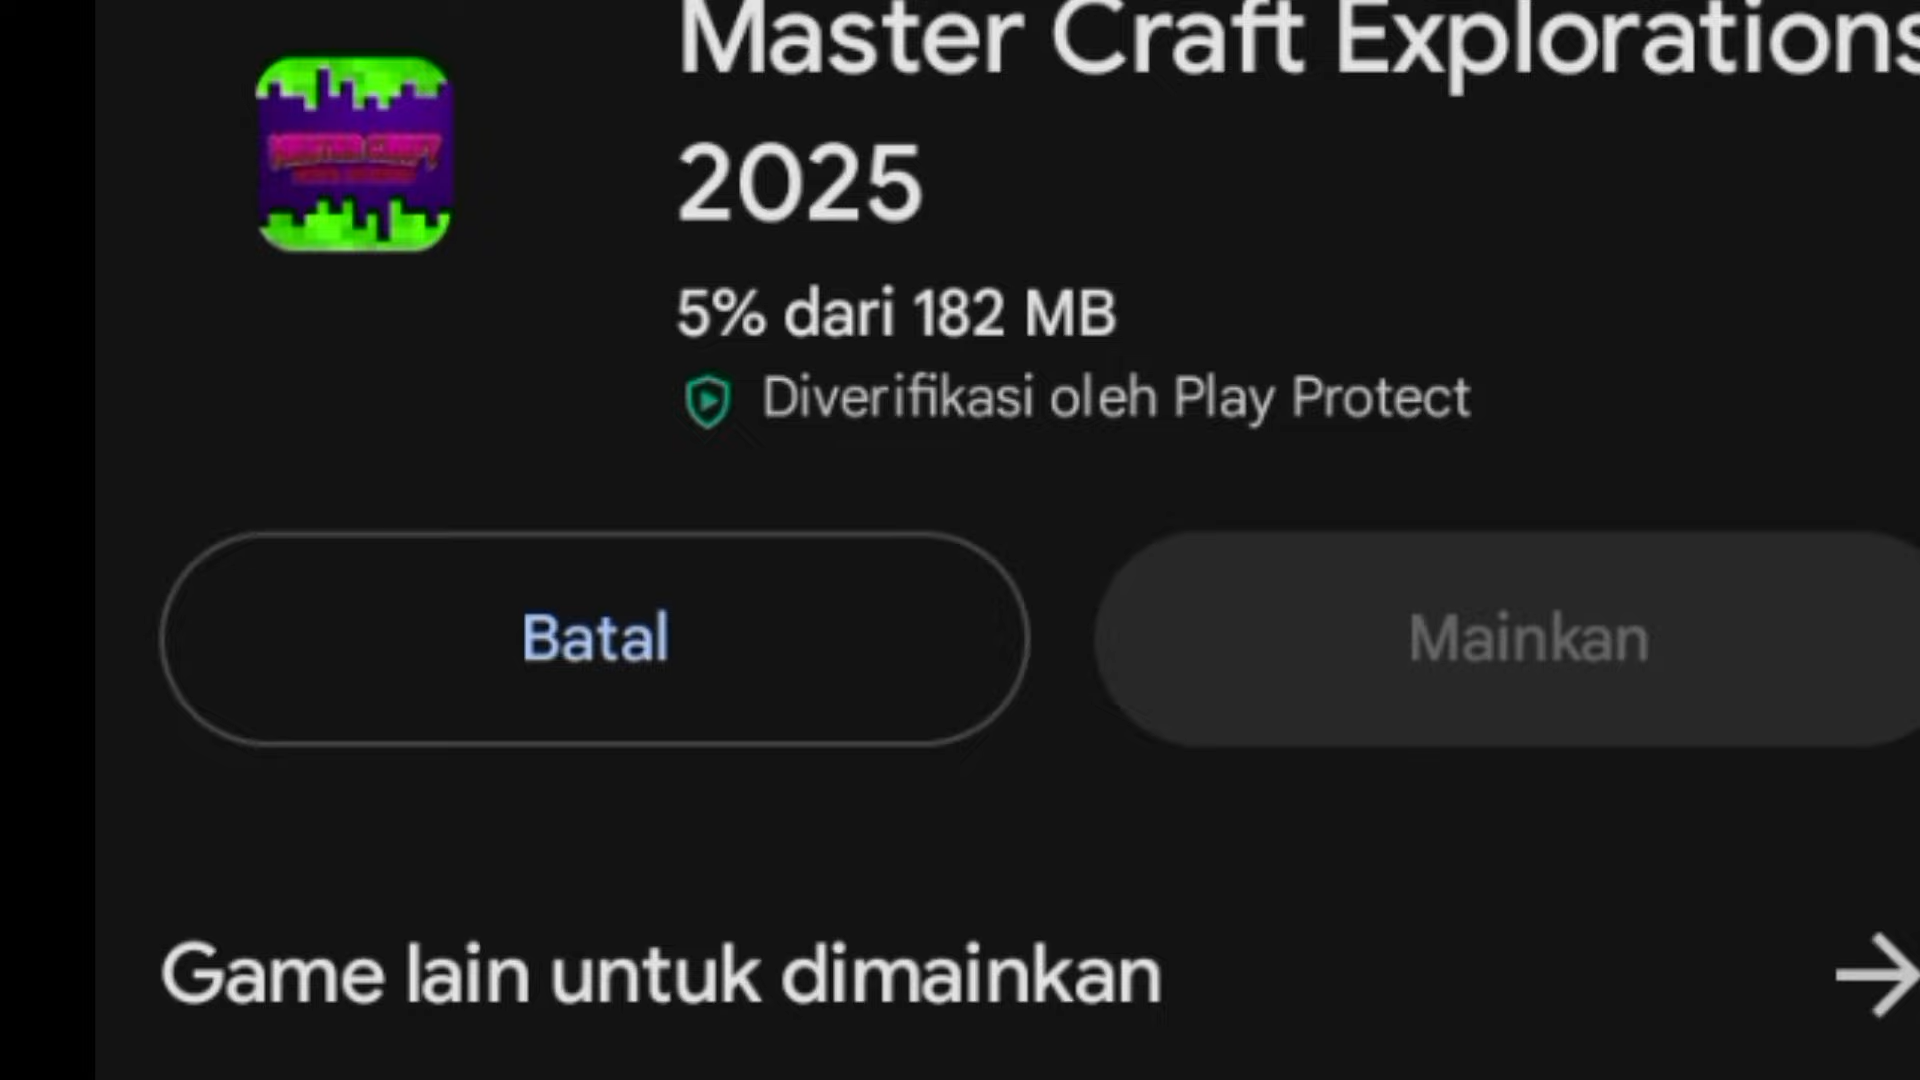 Master Craft Explorations
2025
5% dari 182 MB
Diverifikasi oleh Play Protect
Batal
Mainkan
Game lain untuk dimainkan